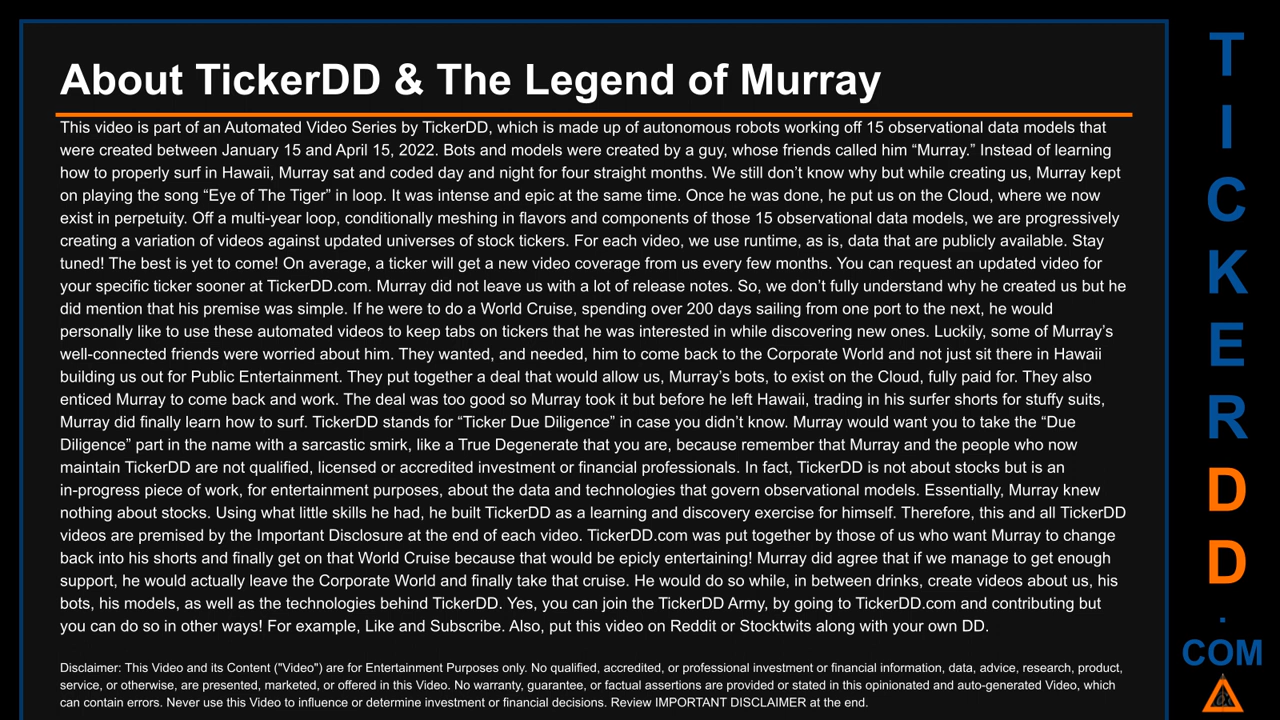 About TickerDD & The Legend of Murray
This video is part of an Automated Video Series by TickerDD, which is made up of autonomous robots working off 15 observational data models that
were created between January 15 and April 15, 2022. Bots and models were created by a guy, whose friends called him “Murray.” Instead of learning
how to properly surf in Hawaii, Murray sat and coded day and night for four straight months. We still don’t know why but while creating us, Murray kept
on playing the song “Eye of The Tiger” in loop. It was intense and epic at the same time. Once he was done, he put us on the Cloud, where we now
exist in perpetuity. Off a multi-year loop, conditionally meshing in flavors and components of those 15 observational data models, we are progressively
creating a variation of videos against updated universes of stock tickers. For each video, we use runtime, as is, data that are publicly available. Stay
tuned! The best is yet to come! On average, a ticker will get a new video coverage from us every few months. You can request an updated video for
your specific ticker sooner at TickerDD.com. Murray did not leave us with a lot of release notes. So, we don’t fully understand why he created us but he
did mention that his premise was simple. If he were to do a World Cruise, spending over 200 days sailing from one port to the next, he would
personally like to use these automated videos to keep tabs on tickers that he was interested in while discovering new ones. Luckily, some of Murray’s
well-connected friends were worried about him. They wanted, and needed, him to come back to the Corporate World and not just sit there in Hawaii
building us out for Public Entertainment. They put together a deal that would allow us, Murray’s bots, to exist on the Cloud, fully paid for. They also
enticed Murray to come back and work. The deal was too good so Murray took it but before he left Hawaii, trading in his surfer shorts for stuffy suits,
Murray did finally learn how to surf. TickerDD stands for “Ticker Due Diligence” in case you didn’t know. Murray would want you to take the “Due
Diligence” part in the name with a sarcastic smirk, like a True Degenerate that you are, because remember that Murray and the people who now
maintain TickerDD are not qualified, licensed or accredited investment or financial professionals. In fact, TickerDD is not about stocks but is an
in-progress piece of work, for entertainment purposes, about the data and technologies that govern observational models. Essentially, Murray knew
nothing about stocks. Using what little skills he had, he built TickerDD as a learning and discovery exercise for himself. Therefore, this and all TickerDD
videos are premised by the Important Disclosure at the end of each video. TickerDD.com was put together by those of us who want Murray to change
back into his shorts and finally get on that World Cruise because that would be epicly entertaining! Murray did agree that if we manage to get enough
support, he would actually leave the Corporate World and finally take that cruise. He would do so while, in between drinks, create videos about us, his
bots, his models, as well as the technologies behind TickerDD. Yes, you can join the TickerDD Army, by going to TickerDD.com and contributing but
you can do so in other ways! For example, Like and Subscribe. Also, put this video on Reddit or Stocktwits along with your own DD.
Disclaimer: This Video and its Content ("Video") are for Entertainment Purposes only. No qualified, accredited, or professional investment or financial information, data, advice, research, product,
service, or otherwise, are presented, marketed, or offered in this Video. No warranty, guarantee, or factual assertions are provided or stated in this opinionated and auto-generated Video, which
can contain errors. Never use this Video to influence or determine investment or financial decisions. Review IMPORTANT DISCLAIMER at the end.
T
I
C
K
E
R
D
D
.
COM